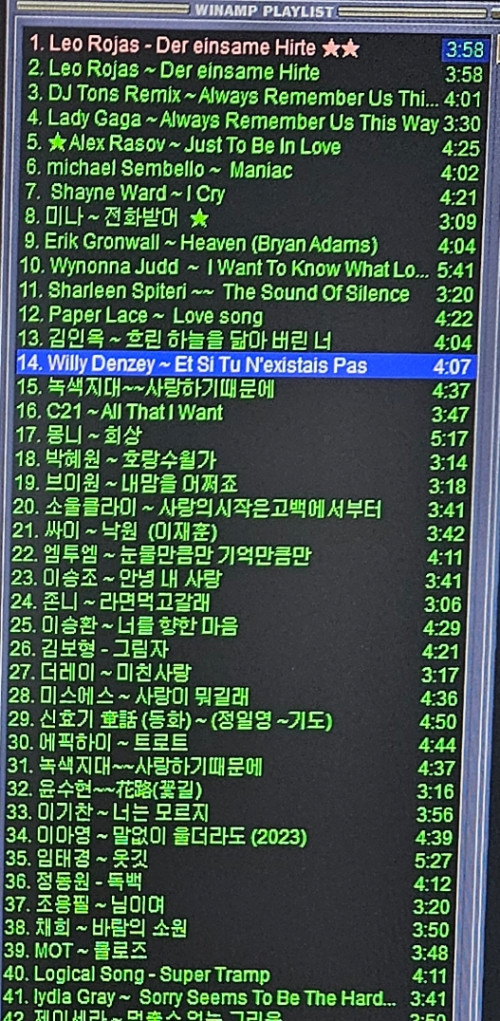 WINAMP PLAYLIST
1. Leo Rojas - Der einsame Hirte ★★ 3:58
2. Leo Rojas ~ Der einsame Hirte 3:58
3. DJ Tons Remix ~ Always Remember Us Thi... 4:01
4. Lady Gaga ~ Always Remember Us This Way 3:30
5. ★Alex Rasov ~ Just To Be In Love 4:25
6. michael Sembello ~ Maniac 4:02
7. Shayne Ward ~ I Cry 4:21
8. 미나 ~ 전화받어 ★ 3:09
9. Erik Gronwall ~ Heaven (Bryan Adams) 4:04
10. Wynonna Judd ~ I Want To Know What Lo... 5:41
11. Sharleen Spiteri ~~ The Sound Of Silence 3:20
12. Paper Lace ~ Love song 4:22
13. 김인욱 ~ 흐린 하늘을 닮아 버린 너 4:04
14. Willy Denzey ~ Et Si Tu N'existais Pas 4:07
15. 녹색지대~~사랑하기때문에 4:37
16. C21 ~ All That I Want 3:47
17. 몽니 ~ 회상 5:17
18. 박혜원 ~ 호랑수월가 3:14
19. 브이원 ~ 내맘을 어쩌죠 3:18
20. 소울플라이 ~ 사랑의시작은고백에서부터 3:41
21. 싸이 ~ 낙원 (이재훈) 3:42
22. 엠투엠 ~ 눈물만큼만 기억만큼만 4:11
23. 이승조 ~ 안녕 내 사랑 3:41
24. 존니 ~ 라면먹고갈래 3:06
25. 이승환 ~ 너를 향한 마음 4:29
26. 김보형 - 그림자 4:21
27. 더레이 ~ 미친사랑 3:17
28. 미스에스 ~ 사랑이 뭐길래 4:36
29. 신호기 童話 (동화) ~ (정일영 ~기도) 4:50
30. 에픽하이 ~ 트로트 4:44
31. 녹색지대~~사랑하기때문에 4:37
32. 윤수현~~花路(꽃길) 3:16
33. 이기찬 ~ 너는 모르지 3:56
34. 이아영 ~ 말없이 울더라도 (2023) 4:39
35. 임태경 ~ 옷깃 5:27
36. 정동원 - 독백 4:12
37. 조용필 ~ 님이여 3:20
38. 채희 ~ 바람의 소원 3:50
39. MOT ~ 클로즈 3:48
40. Logical Song - Super Tramp 4:11
41. lydia Gray ~ Sorry Seems To Be The Hard... 3:41
42. 제이세라 ~ 멈출수 없는 그리움